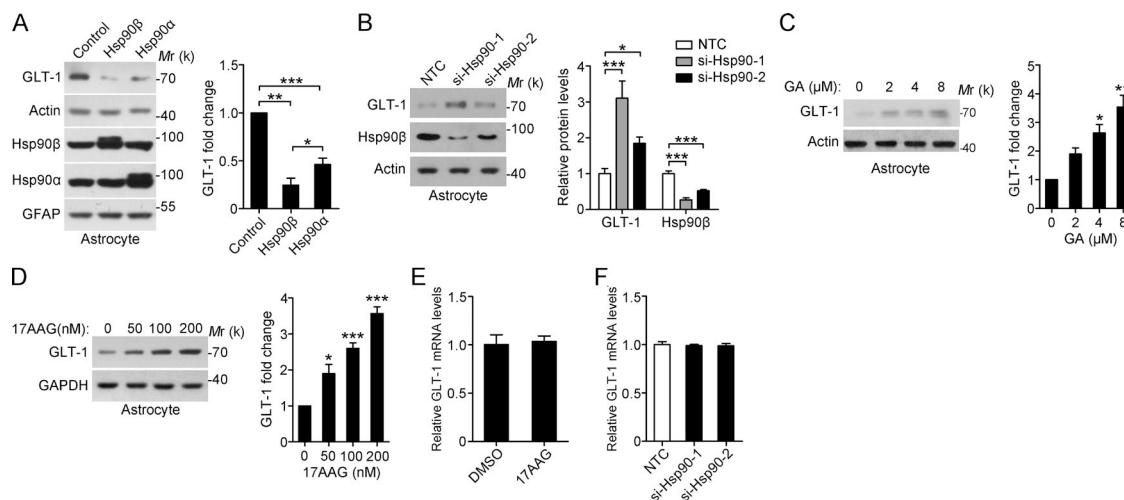 A
Control
Hsp90β
Hsp90α
Mr (k)
GLT-1
-70
Actin
-40
Hsp90β
-100
Hsp90α
-100
GFAP
-55
Astrocyte
GLT-1 fold change
1.5
1.0
0.5
0
***
**
*
Control
Hsp90β
Hsp90α
B
NTC
si-Hsp90-1
si-Hsp90-2
Mr (k)
GLT-1
-70
Hsp90β
-100
Actin
-40
Astrocyte
Relative protein levels
4
3
2
1
0
NTC
si-Hsp90-1
si-Hsp90-2
*
***
***
***
GLT-1
Hsp90β
C
GA (μM): 0 2 4 8 Mr (k)
GLT-1
-70
Actin
-40
Astrocyte
GLT-1 fold change
5
4
3
2
1
0
*
**
0 2 4 8
GA (μM)
D
17AAG(nM): 0 50 100 200 Mr (k)
GLT-1
-70
GAPDH
-40
Astrocyte
GLT-1 fold change
4
3
2
1
0
*
***
***
0 50 100 200
17AAG (nM)
E
Relative GLT-1 mRNA levels
1.5
1.0
0.5
0
DMSO
17AAG
F
Relative GLT-1 mRNA levels
1.5
1.0
0.5
0
NTC
si-Hsp90-1
si-Hsp90-2